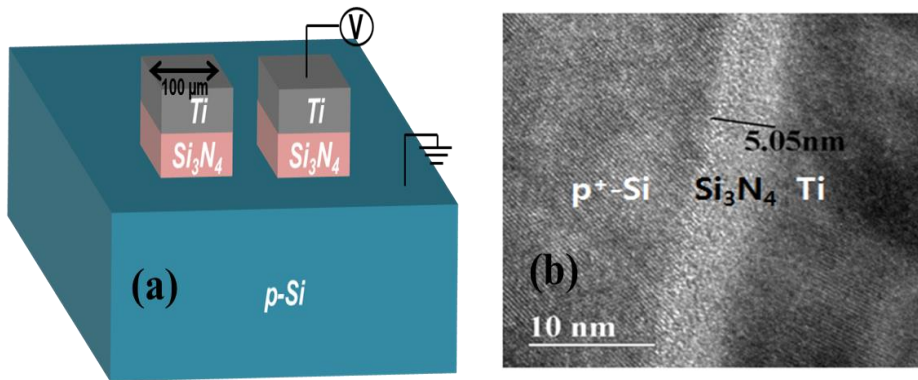 V
100 μm
Ti
Ti
Si₃N₄
Si₃N₄
(a)
p-Si
5.05nm
p⁺-Si Si₃N₄ Ti
(b)
10 nm